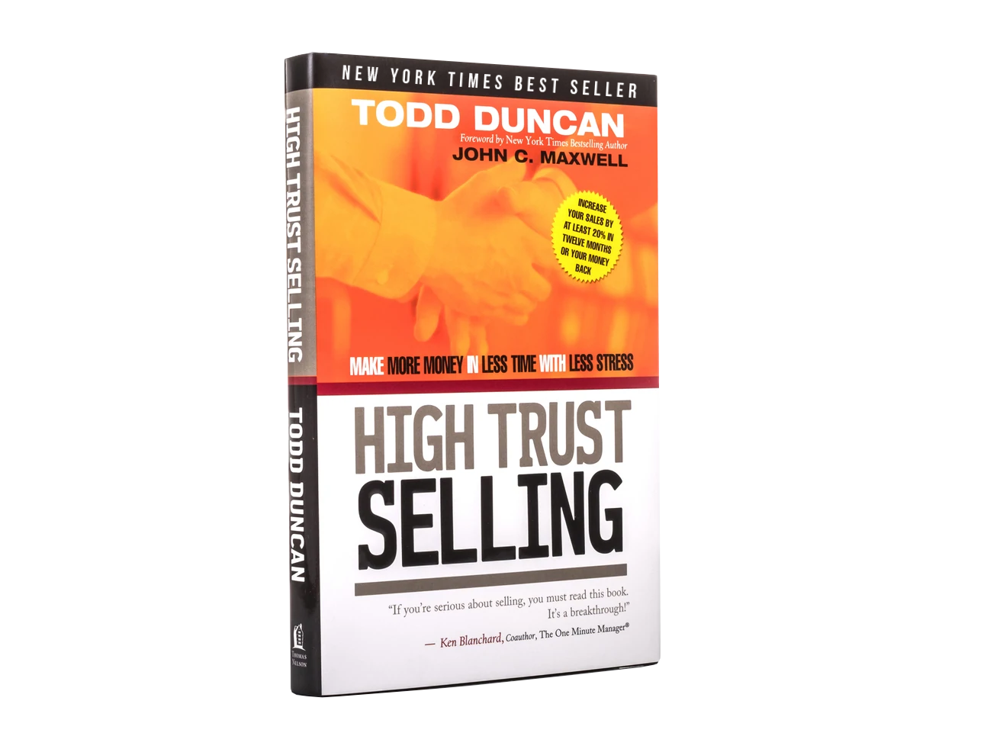 NEW YORK TIMES BEST SELLER
TODD DUNCAN
Foreword by New York Times Bestselling Author
JOHN C. MAXWELL
INCREASE
YOUR SALES BY
AT LEAST 20% IN
TWELVE MONTHS
OR YOUR MONEY
BACK
MAKE MORE MONEY IN LESS TIME WITH LESS STRESS
HIGH TRUST
SELLING
“If you’re serious about selling, you must read this book.
It’s a breakthrough!”
— Ken Blanchard, Coauthor, The One Minute Manager®
HIGH TRUST SELLING
TODD DUNCAN
THOMAS
NELSON